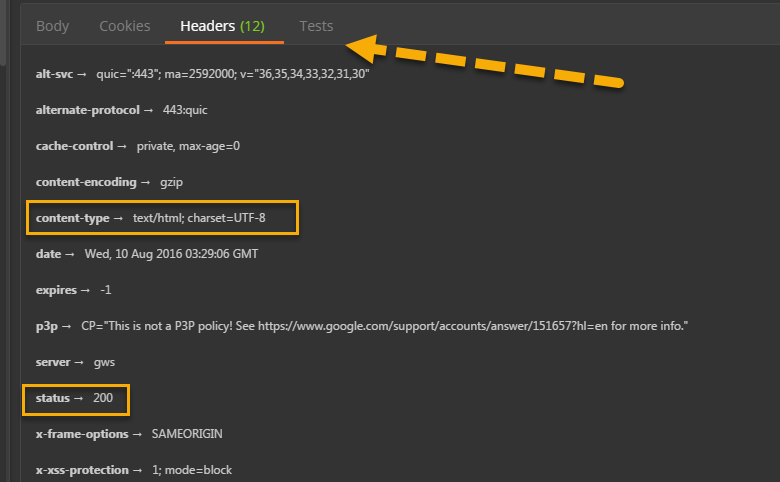 Body Cookies Headers (12) Tests
alt-svc → quic=":443"; ma=2592000; v="36,35,34,33,32,31,30"
alternate-protocol → 443:quic
cache-control → private, max-age=0
content-encoding → gzip
content-type → text/html; charset=UTF-8
date → Wed, 10 Aug 2016 03:29:06 GMT
expires → -1
p3p → CP="This is not a P3P policy! See https://www.google.com/support/accounts/answer/151657?hl=en for more info."
server → gws
status → 200
x-frame-options → SAMEORIGIN
x-xss-protection → 1; mode=block